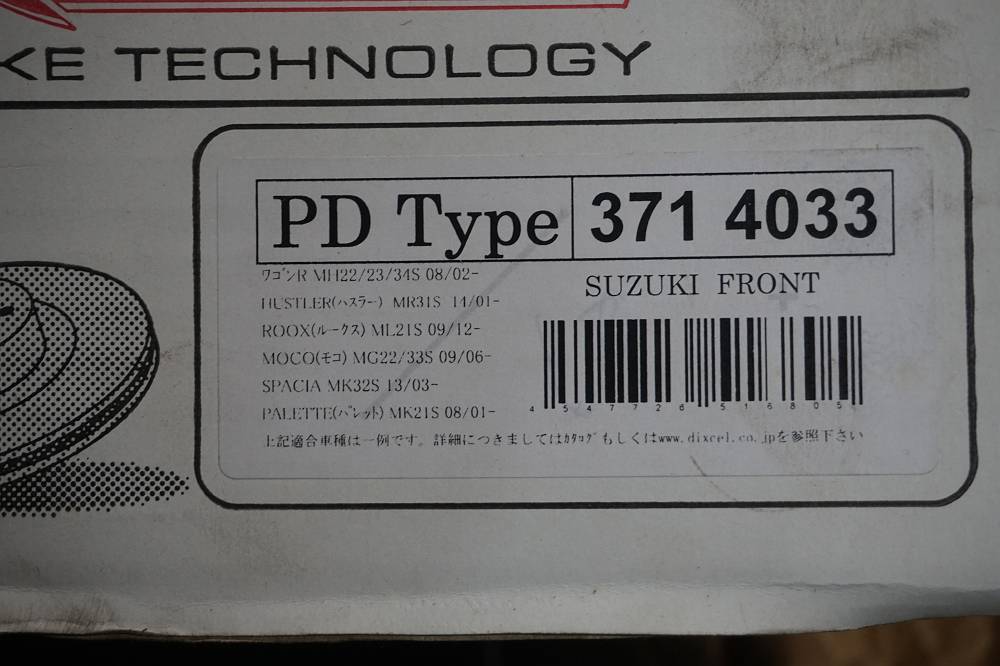 KE TECHNOLOGY
PD Type 371 4033
ﾜｺﾞﾝR MH22/23/34S 08/02-
SUZUKI FRONT
HUSTLER(ﾊｽﾗｰ) MR31S 14/01-
ROOX(ﾙｰｸｽ) ML21S 09/12-
MOCO(ﾓｺ) MG22/33S 09/06-
SPACIA MK32S 13/03-
PALETTE(ﾊﾟﾚｯﾄ) MK21S 08/01-
4547726516805
上記適合車種は一例です。詳細につきましてはｶﾀﾛｸﾞもしくはwww.dixcel.co.jpを参照下さい